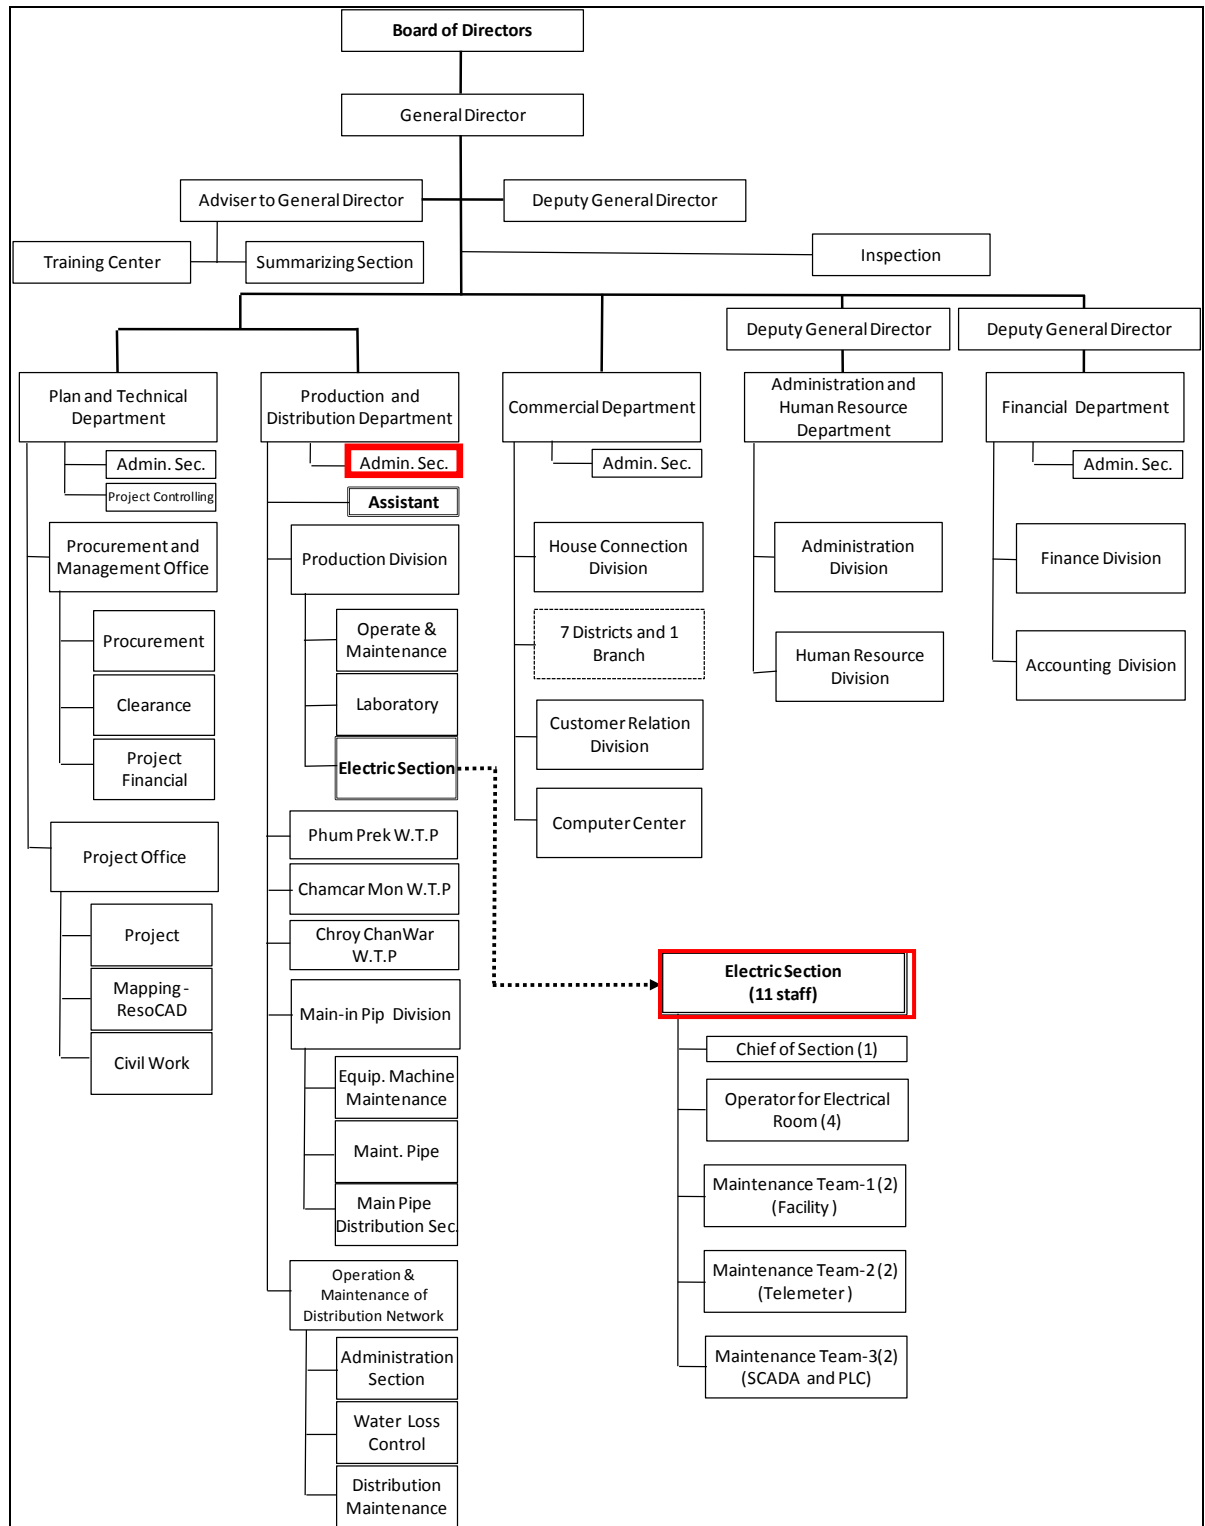 Board of Directors
General Director
Adviser to General Director
Deputy General Director
Training Center
Summarizing Section
Inspection
Deputy General Director
Deputy General Director
Plan and Technical
Department
Admin. Sec.
Project Controlling
Procurement and
Management Office
Procurement
Clearance
Project
Financial
Project Office
Project
Mapping -
ResoCAD
Civil Work
Production and
Distribution Department
Admin. Sec.
Assistant
Production Division
Operate &
Maintenance
Laboratory
Electric Section
Phum Prek W.T.P
Chamcar Mon W.T.P
Chroy ChanWar
W.T.P
Main-in Pip Division
Equip. Machine
Maintenance
Maint. Pipe
Main Pipe
Distribution Sec.
Operation &
Maintenance of
Distribution Network
Administration
Section
Water Loss
Control
Distribution
Maintenance
Commercial Department
Admin. Sec.
House Connection
Division
7 Districts and 1
Branch
Customer Relation
Division
Computer Center
Administration and
Human Resource
Department
Administration
Division
Human Resource
Division
Financial Department
Admin. Sec.
Finance Division
Accounting Division
Electric Section
(11 staff)
Chief of Section (1)
Operator for Electrical
Room (4)
Maintenance Team-1 (2)
(Facility )
Maintenance Team-2 (2)
(Telemeter )
Maintenance Team-3(2)
(SCADA and PLC)